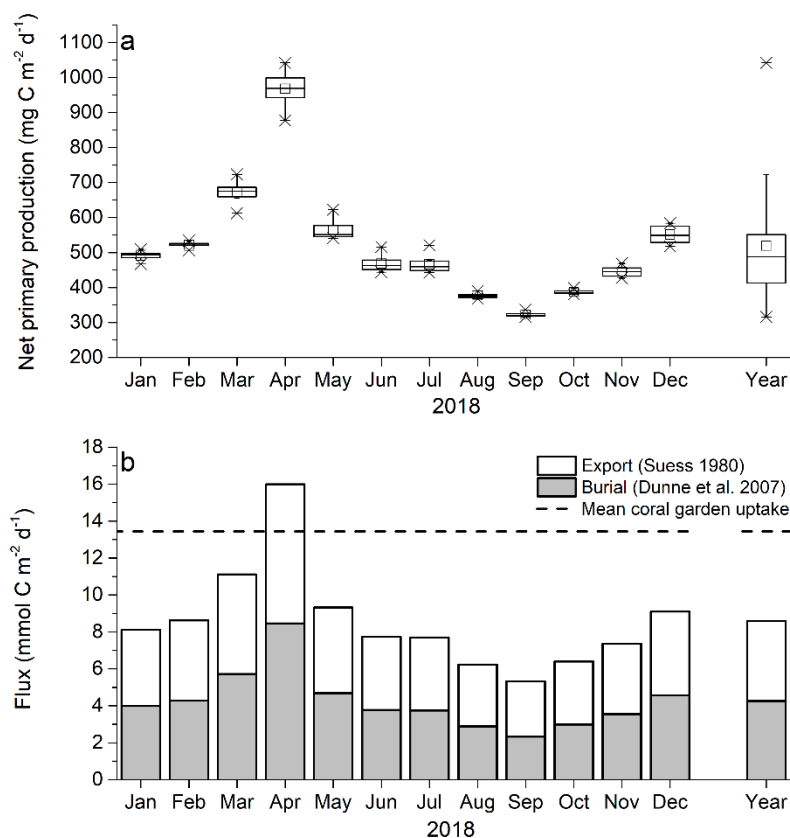 a
Net primary production (mg C m-2 d-1)
1100
1000
900
800
700
600
500
400
300
200
Jan Feb Mar Apr May Jun Jul Aug Sep Oct Nov Dec Year
2018
b
Flux (mmol C m-2 d-1)
18
16
14
12
10
8
6
4
2
0
Export (Suess 1980)
Burial (Dunne et al. 2007)
Mean coral garden uptake
Jan Feb Mar Apr May Jun Jul Aug Sep Oct Nov Dec Year
2018